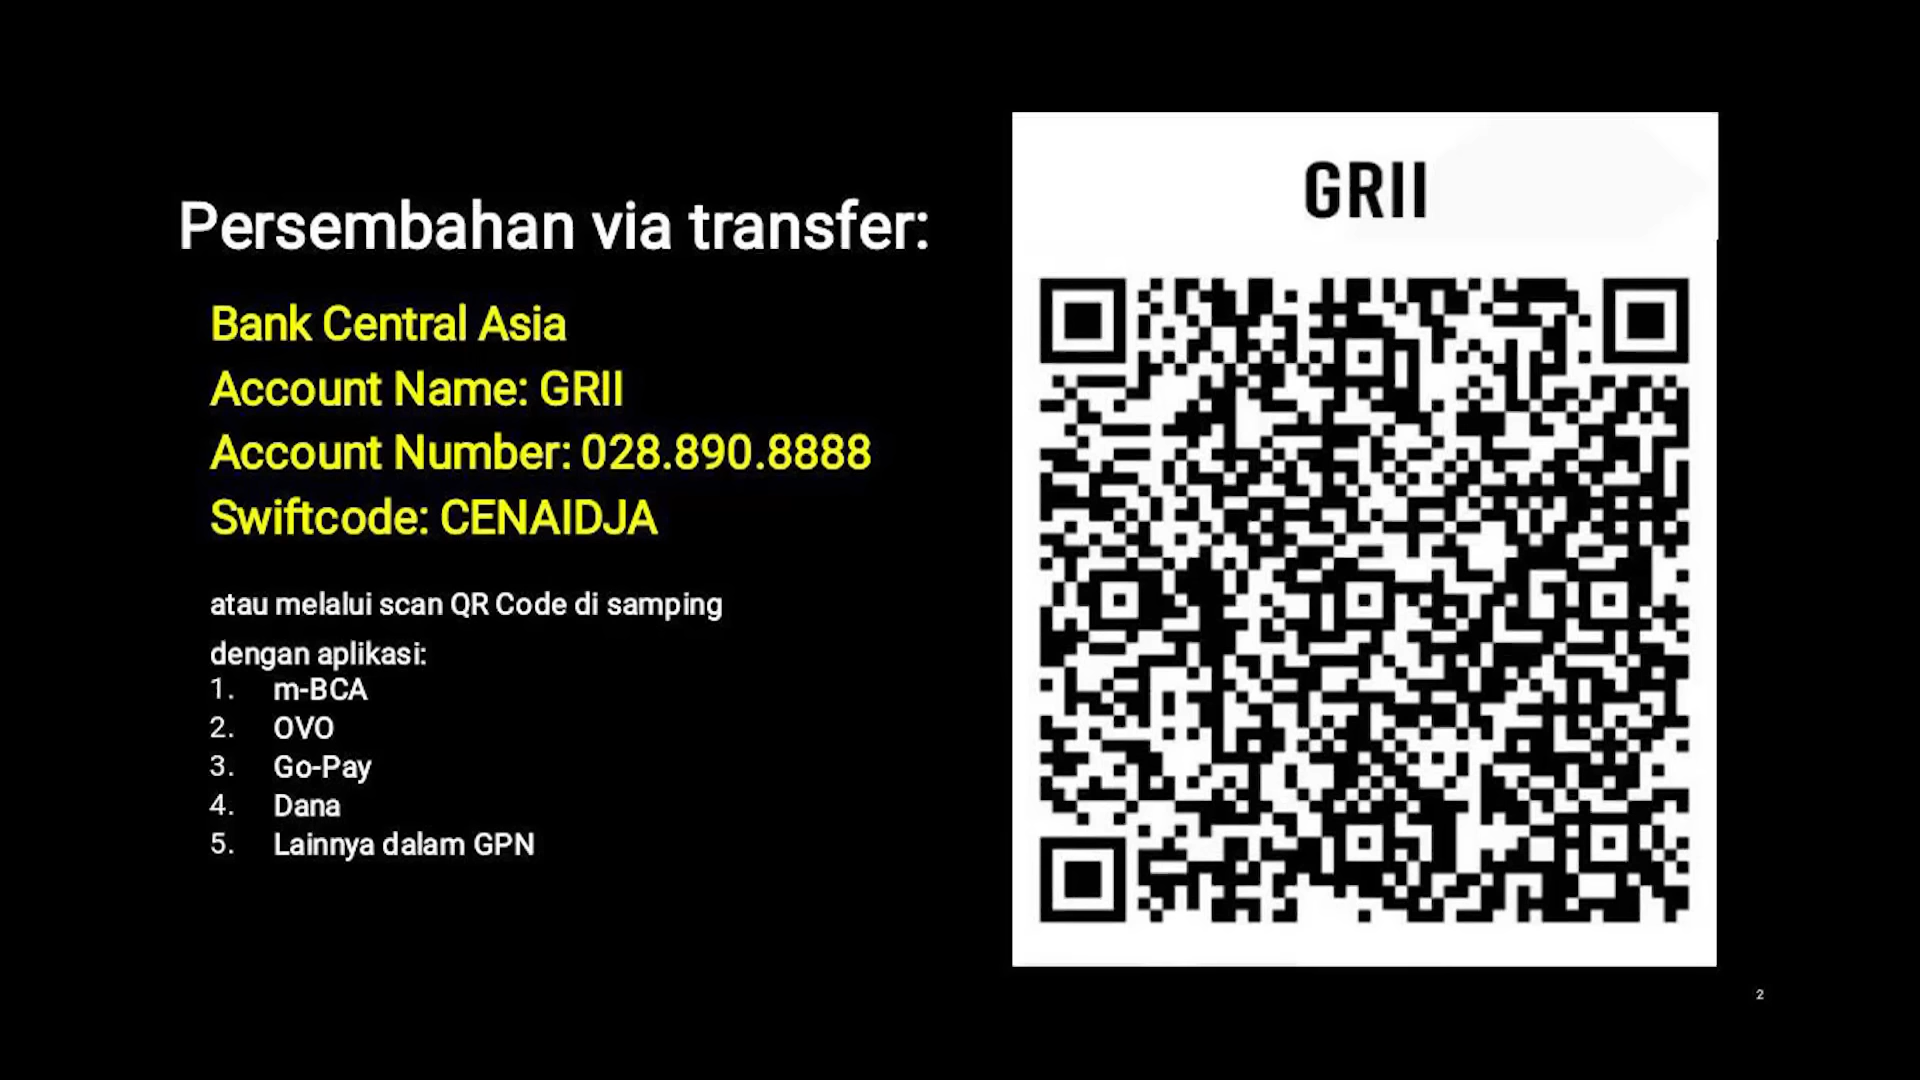 Persembahan via transfer:
Bank Central Asia
Account Name: GRII
Account Number: 028.890.8888
Swiftcode: CENAIDJA
atau melalui scan QR Code di samping
dengan aplikasi:
1. m-BCA
2. OVO
3. Go-Pay
4. Dana
5. Lainnya dalam GPN
GRII
2